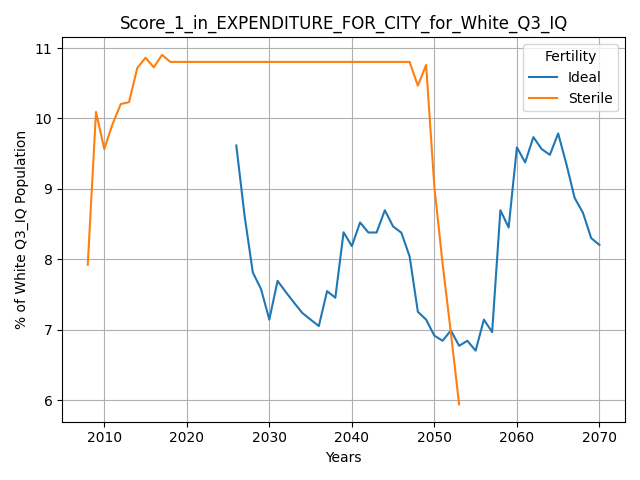 Score_1_in_EXPENDITURE_FOR_CITY_for_White_Q3_IQ
Fertility
Ideal
Sterile
% of White Q3_IQ Population
11
10
9
8
7
6
2010
2020
2030
2040
2050
2060
2070
Years